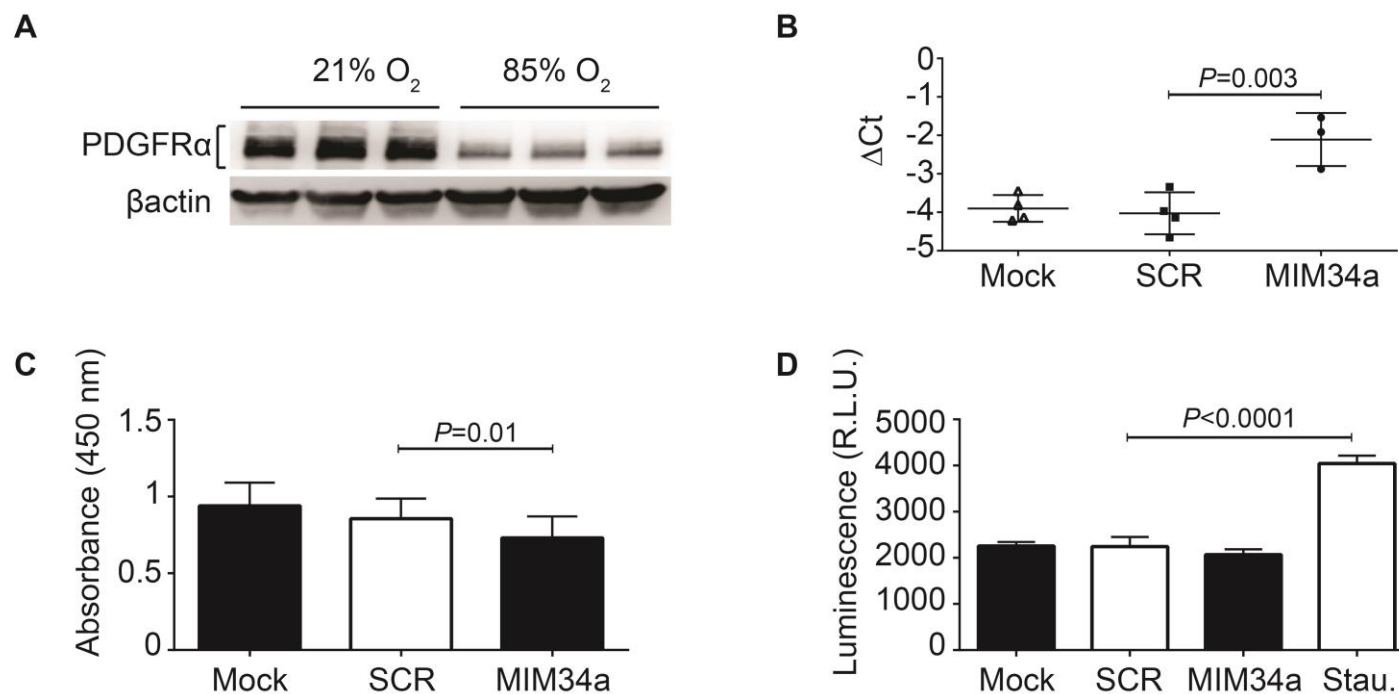 A
21% O₂ 85% O₂
PDGFRα
βactin
B
P=0.003
ΔCt
0
-1
-2
-3
-4
-5
Mock SCR MIM34a
C
P=0.01
Absorbance (450 nm)
1.5
1
0.5
0
Mock SCR MIM34a
D
P<0.0001
Luminescence (R.L.U.)
5000
4000
3000
2000
1000
0
Mock SCR MIM34a Stau.